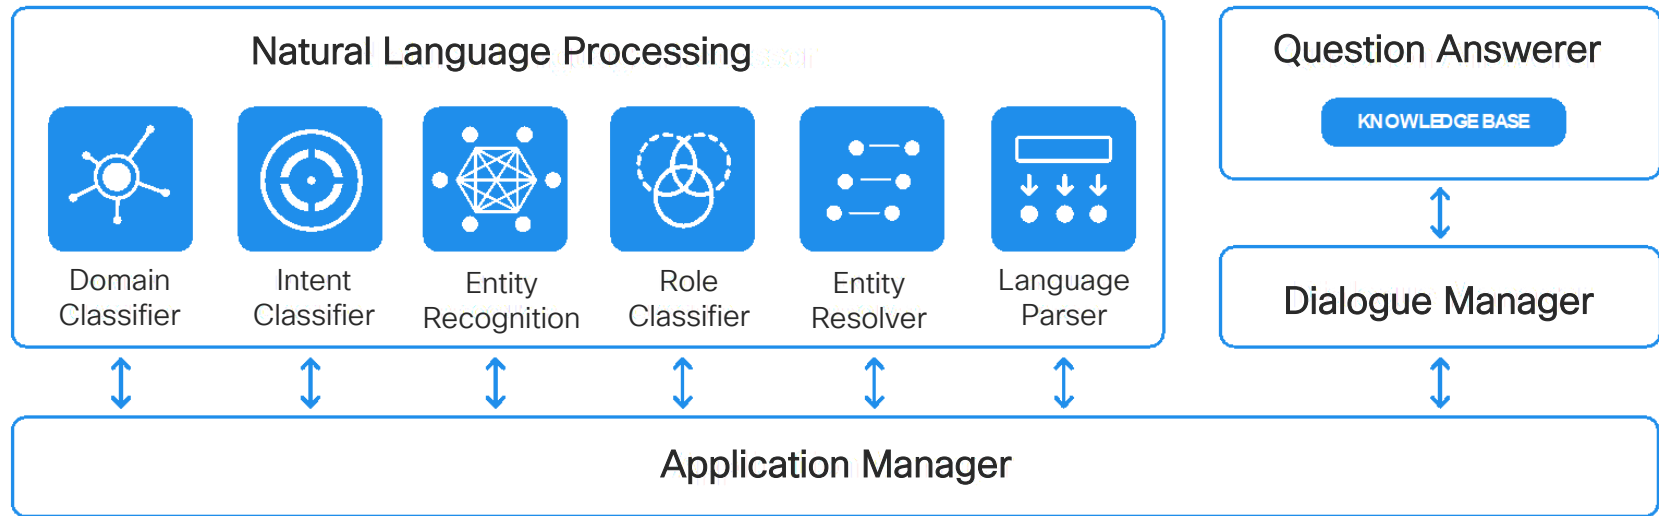 Natural Language Processing
Domain
Classifier
Intent
Classifier
Entity
Recognition
Role
Classifier
Entity
Resolver
Language
Parser
Question Answerer
KNOWLEDGE BASE
Dialogue Manager
Application Manager